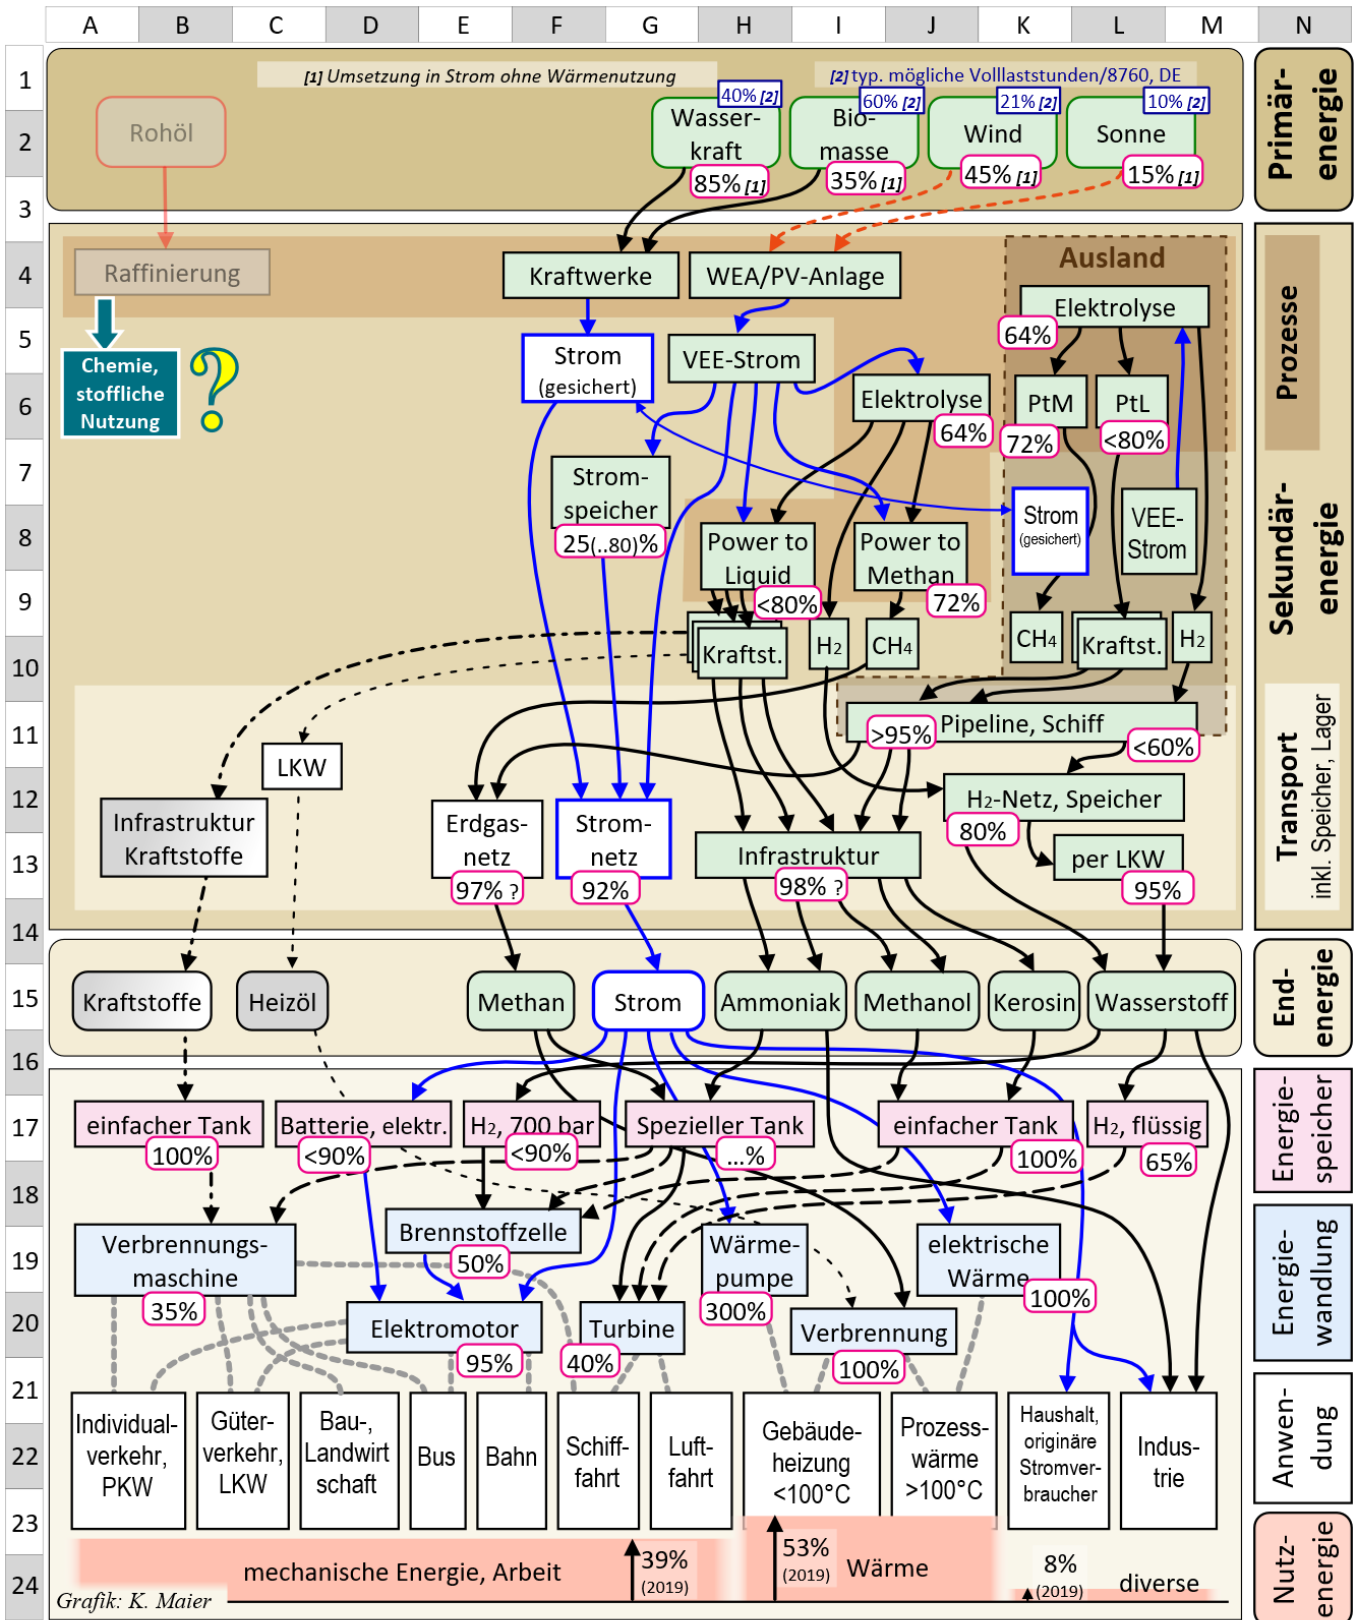 A B C D E F G H I J K L M N
1
2
3
4
5
6
7
8
9
10
11
12
13
14
15
16
17
18
19
20
21
22
23
24
[1] Umsetzung in Strom ohne Wärmenutzung
[2] typ. mögliche Volllaststunden/8760, DE
40% [2]
60% [2]
21% [2]
10% [2]
Rohöl
Wasser-
kraft
Bio-
masse
Wind
Sonne
85% [1]
35% [1]
45% [1]
15% [1]
Primär-
energie
Raffinierung
Kraftwerke
WEA/PV-Anlage
Ausland
Elektrolyse
64%
Chemie,
stoffliche
Nutzung
?
Strom
(gesichert)
VEE-Strom
Elektrolyse
64%
PtM
72%
PtL
<80%
Prozesse
Strom-
speicher
25(..80)%
Power to
Liquid
<80%
Power to
Methan
72%
Strom
(gesichert)
VEE-
Strom
Sekundär-
energie
Kraftst.
H2
CH4
CH4
Kraftst.
H2
Pipeline, Schiff
>95%
<60%
LKW
Infrastruktur
Kraftstoffe
Erdgas-
netz
97% ?
Strom-
netz
92%
H2-Netz, Speicher
80%
Infrastruktur
98% ?
per LKW
95%
Transport
inkl. Speicher, Lager
Kraftstoffe
Heizöl
Methan
Strom
Ammoniak
Methanol
Kerosin
Wasserstoff
End-
energie
einfacher Tank
100%
Batterie, elektr.
<90%
H2, 700 bar
<90%
Spezieller Tank
...%
einfacher Tank
100%
H2, flüssig
65%
Energie-
speicher
Verbrennungs-
maschine
35%
Brennstoffzelle
50%
Wärme-
pumpe
300%
elektrische
Wärme
100%
Elektromotor
95%
Turbine
40%
Verbrennung
100%
Energie-
wandlung
Individual-
verkehr,
PKW
Güter-
verkehr,
LKW
Bau-,
Landwirt
schaft
Bus
Bahn
Schiff-
fahrt
Luft-
fahrt
Gebäude-
heizung
<100°C
Prozess-
wärme
>100°C
Haushalt,
originäre
Stromver-
braucher
Indus-
trie
Anwen-
dung
mechanische Energie, Arbeit
39%
(2019)
53%
(2019)
Wärme
8%
(2019)
diverse
Nutz-
energie
Grafik: K. Maier